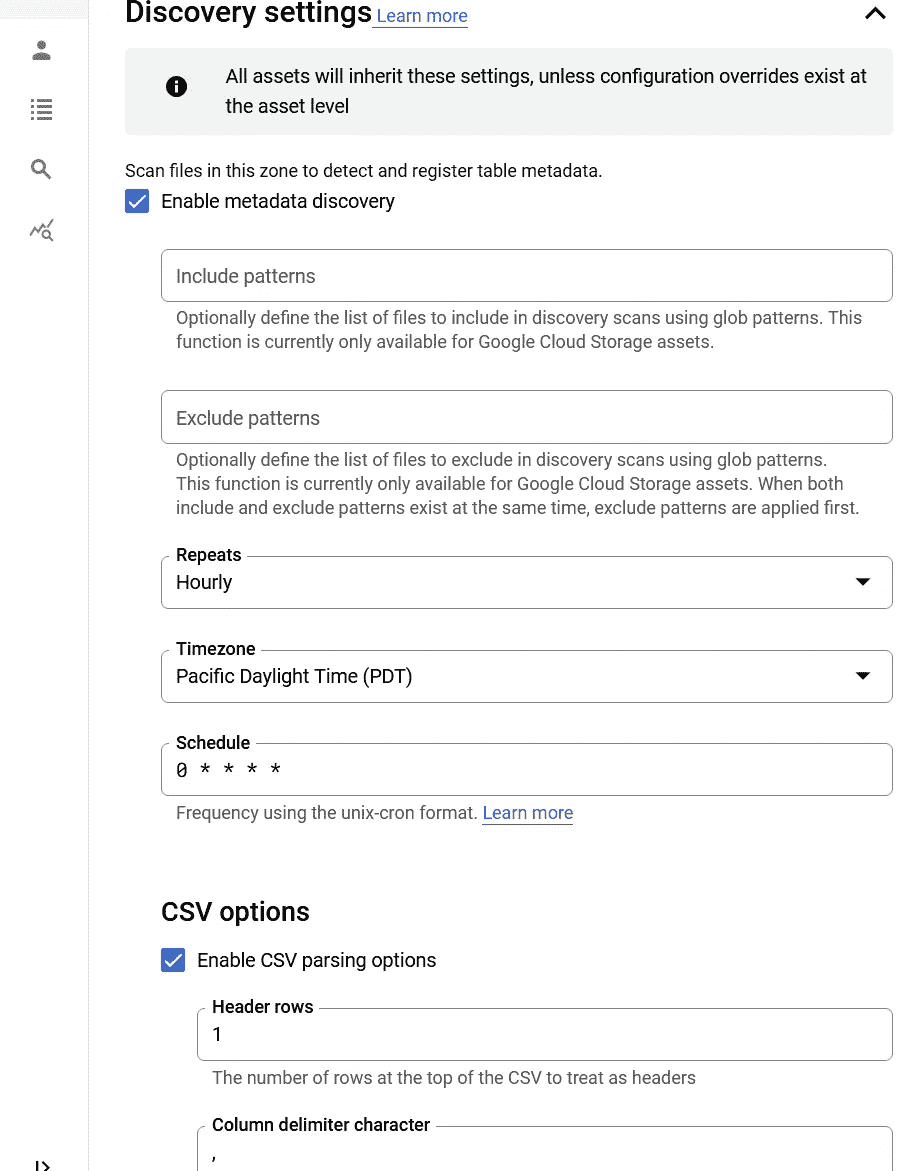 Discovery settings Learn more
All assets will inherit these settings, unless configuration overrides exist at
the asset level
Scan files in this zone to detect and register table metadata.
Enable metadata discovery
Include patterns
Optionally define the list of files to include in discovery scans using glob patterns. This
function is currently only available for Google Cloud Storage assets.
Exclude patterns
Optionally define the list of files to exclude in discovery scans using glob patterns.
This function is currently only available for Google Cloud Storage assets. When both
include and exclude patterns exist at the same time, exclude patterns are applied first.
Repeats
Hourly
Timezone
Pacific Daylight Time (PDT)
Schedule
0 * * * *
Frequency using the unix-cron format. Learn more
CSV options
Enable CSV parsing options
Header rows
1
The number of rows at the top of the CSV to treat as headers
Column delimiter character
,